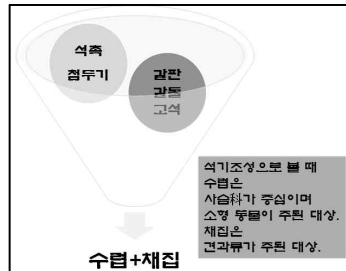 석촉
첨두기
갈판
갈돌
고석
석기조성으로 볼 때
수렵은
사슴科가 중심이며
소형 동물이 주된 대상.
채집은
견과류가 주된 대상.
수렵+채집